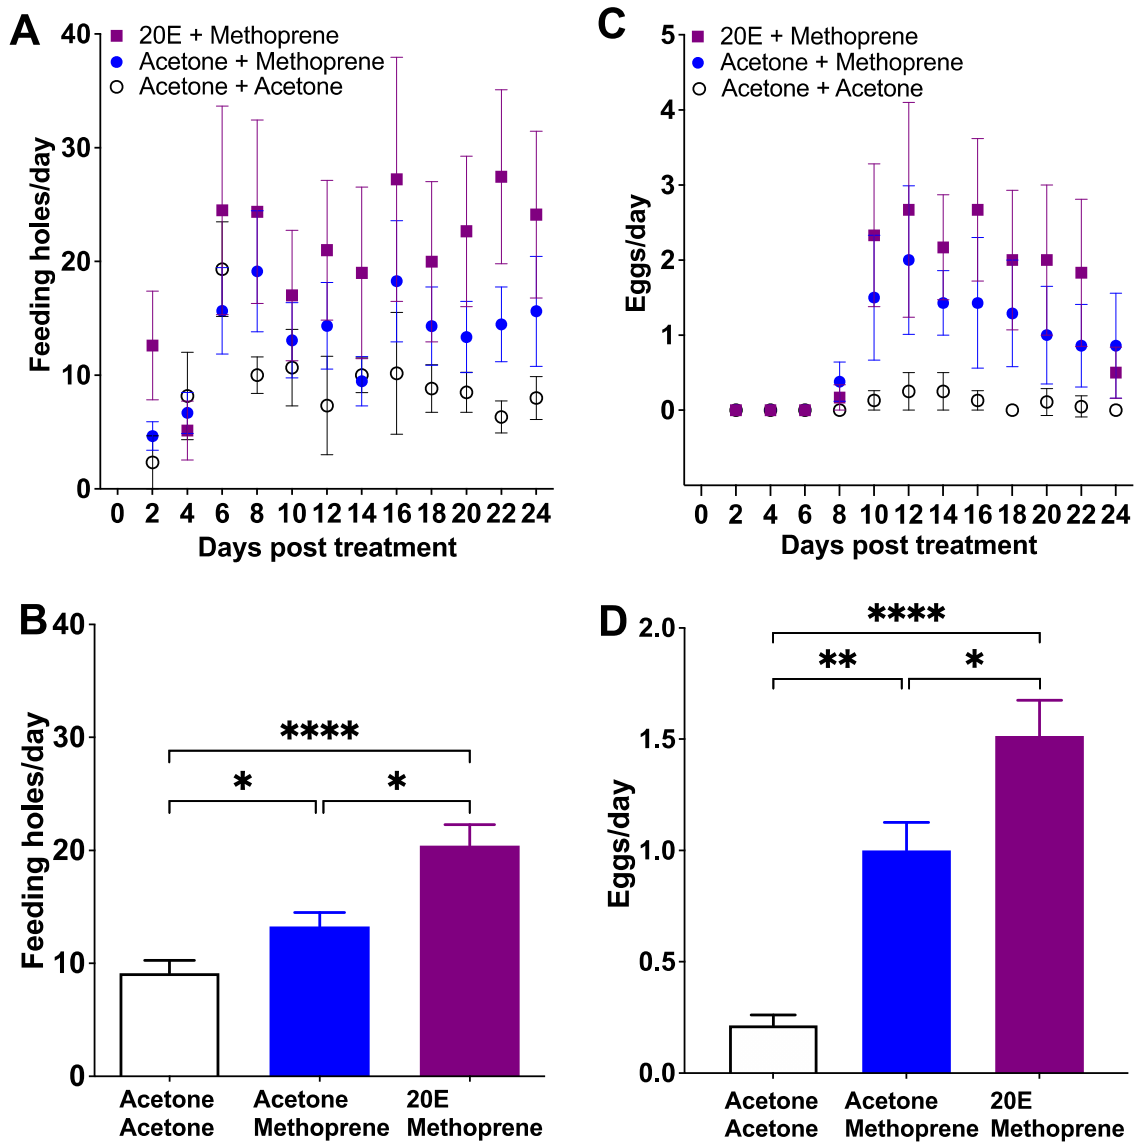 A
20E + Methoprene
Acetone + Methoprene
Acetone + Acetone
Feeding holes/day
40
30
20
10
0
0 2 4 6 8 10 12 14 16 18 20 22 24
Days post treatment
C
20E + Methoprene
Acetone + Methoprene
Acetone + Acetone
Eggs/day
5
4
3
2
1
0
0 2 4 6 8 10 12 14 16 18 20 22 24
Days post treatment
B
Feeding holes/day
40
30
20
10
0
****
* *
Acetone Acetone 20E
Acetone Methoprene Methoprene
D
Eggs/day
2.0
1.5
1.0
0.5
0.0
****
** *
Acetone Acetone 20E
Acetone Methoprene Methoprene